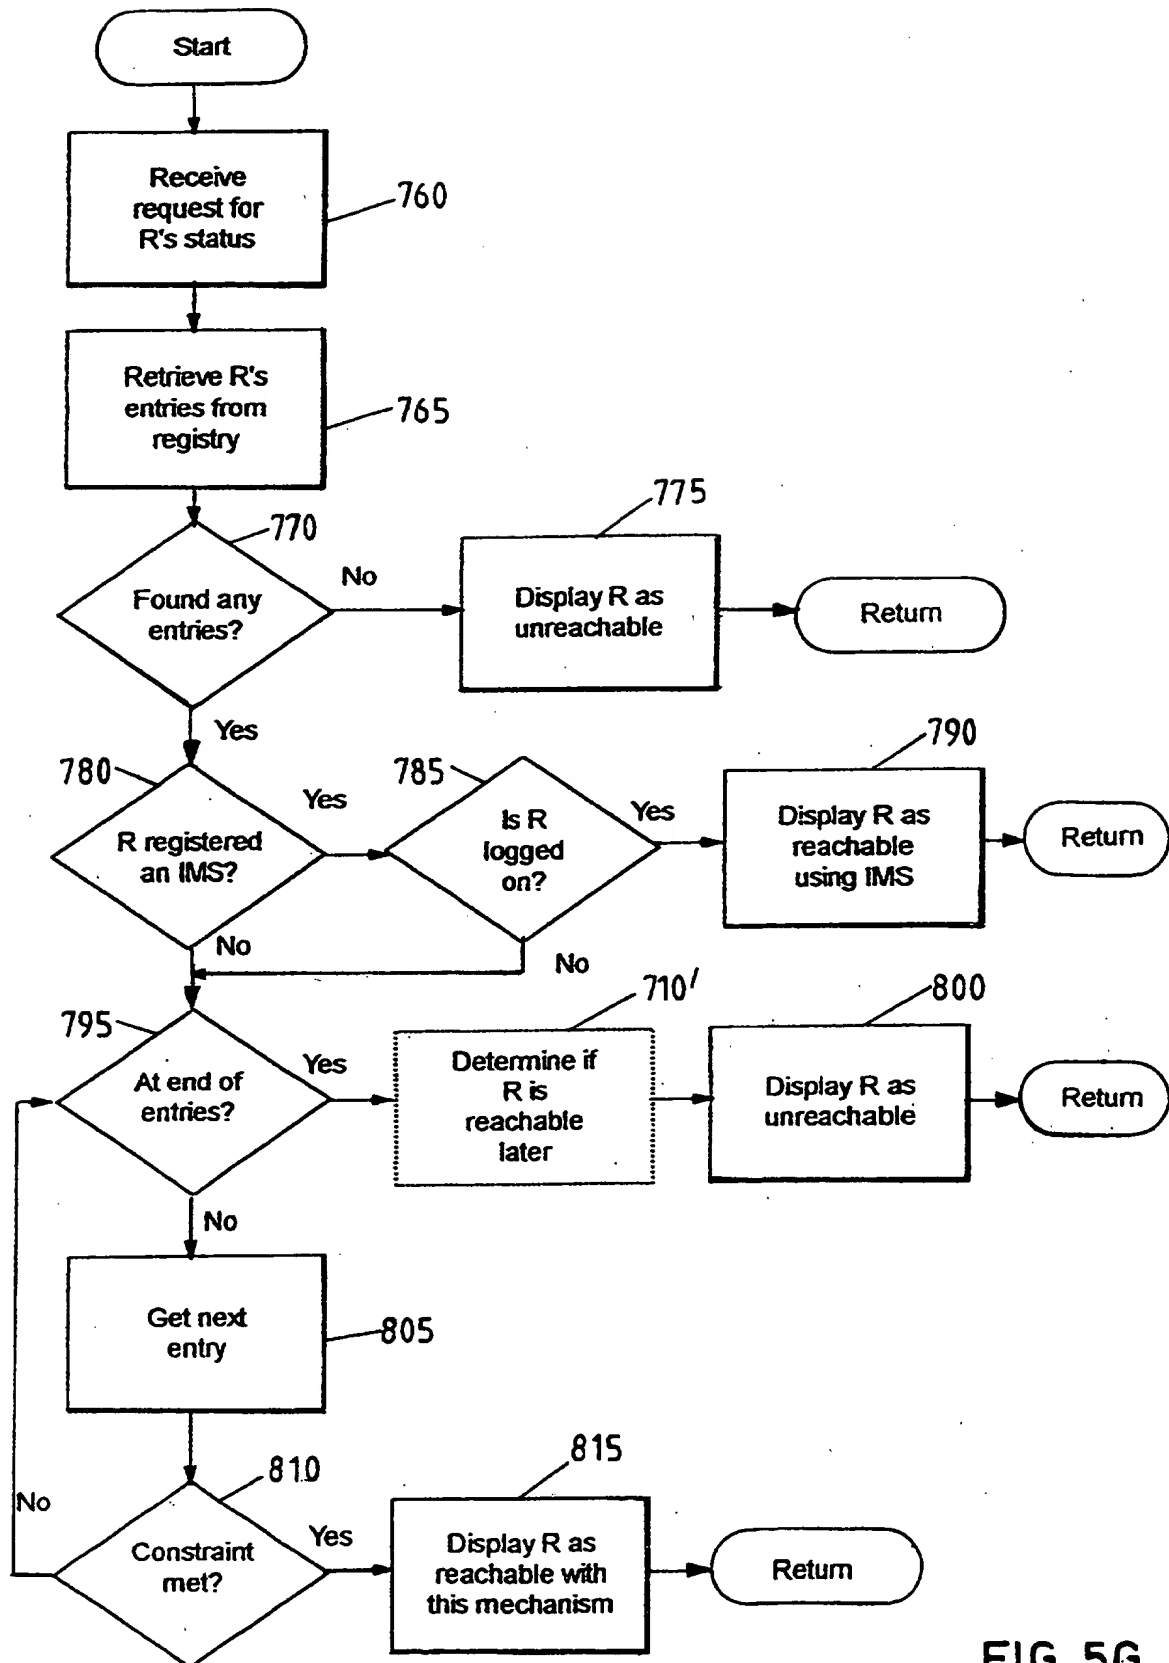 Start
Receive
request for
R's status
760
Retrieve R's
entries from
registry
765
770
Found any
entries?
No
775
Display R as
unreachable
Return
Yes
780
R registered
an IMS?
Yes
785
Is R
logged
on?
Yes
790
Display R as
reachable
using IMS
Return
No
No
795
At end of
entries?
Yes
710'
Determine if
R is
reachable
later
800
Display R as
unreachable
Return
No
Get next
entry
805
810
No
Constraint
met?
Yes
815
Display R as
reachable with
this mechanism
Return
FIG. 5G